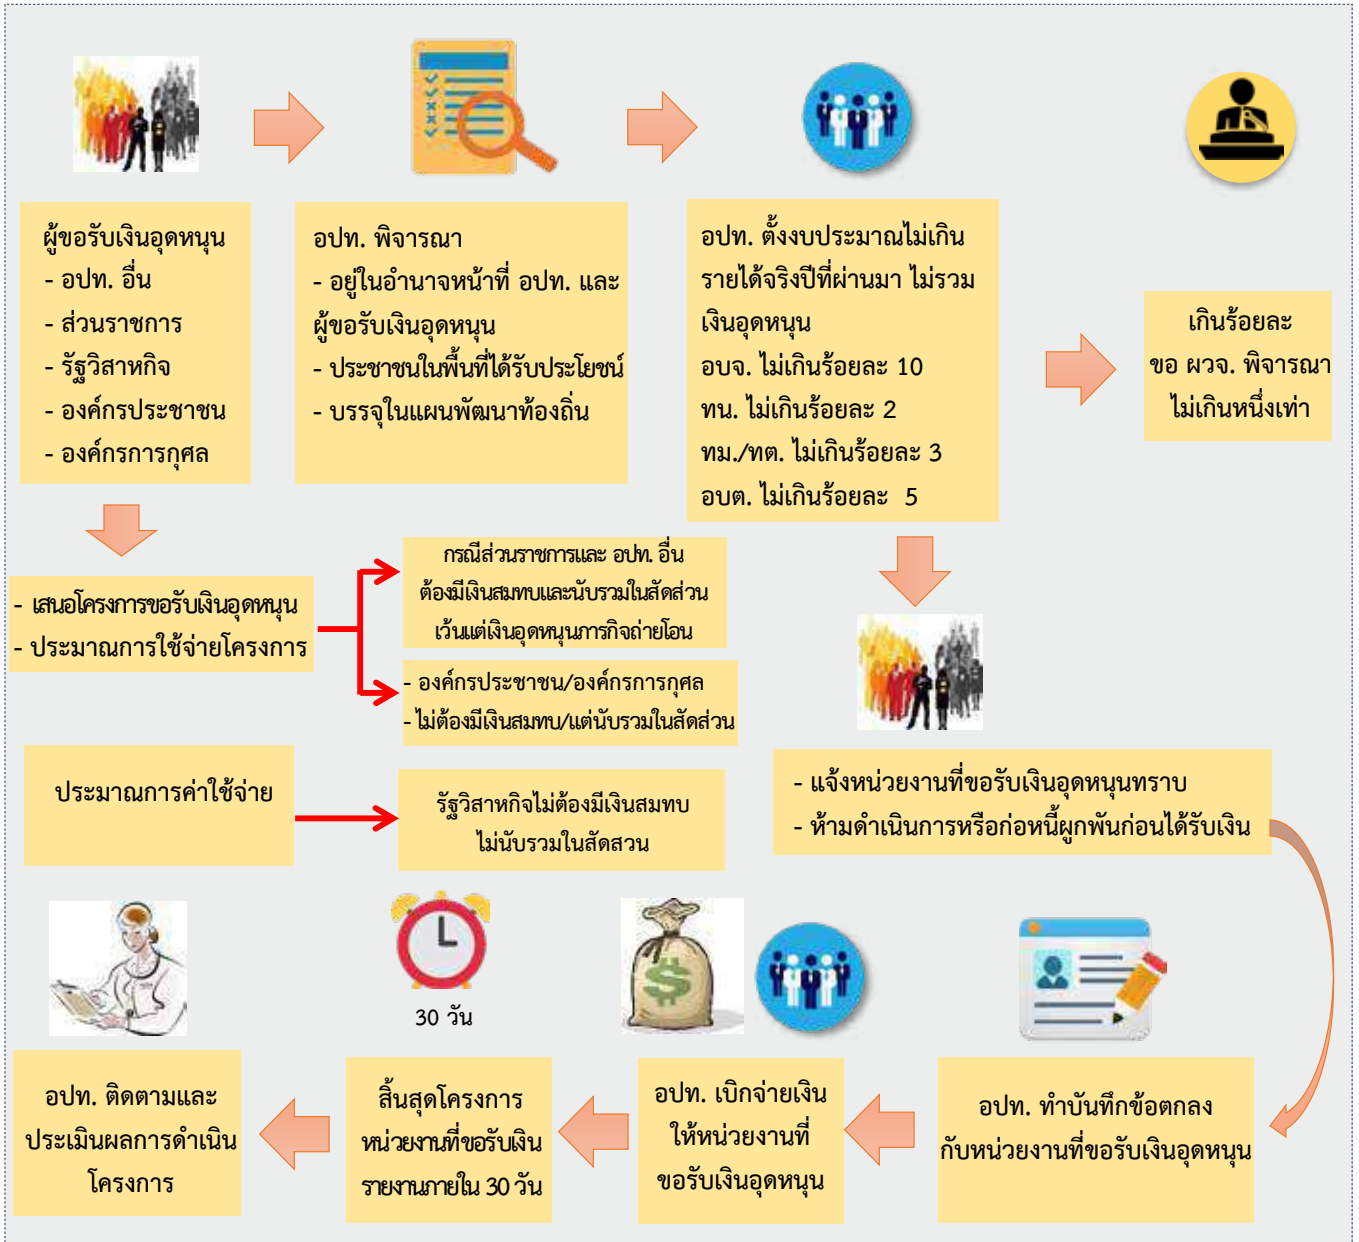 ผู้ขอรับเงินอุดหนุน
- อปท. อื่น
- ส่วนราชการ
- รัฐวิสาหกิจ
- องค์กรประชาชน
- องค์กรการกุศล
อปท. พิจารณา
- อยู่ในอำนาจหน้าที่ อปท. และ
ผู้ขอรับเงินอุดหนุน
- ประชาชนในพื้นที่ได้รับประโยชน์
- บรรจุในแผนพัฒนาท้องถิ่น
อปท. ตั้งงบประมาณไม่เกิน
รายได้จริงปีที่ผ่านมา ไม่รวม
เงินอุดหนุน
อบจ. ไม่เกินร้อยละ 10
ทน. ไม่เกินร้อยละ 2
ทม./ทต. ไม่เกินร้อยละ 3
อบต. ไม่เกินร้อยละ 5
เกินร้อยละ
ขอ ผวจ. พิจารณา
ไม่เกินหนึ่งเท่า
- เสนอโครงการขอรับเงินอุดหนุน
- ประมาณการใช้จ่ายโครงการ
กรณีส่วนราชการและ อปท. อื่น
ต้องมีเงินสมทบและนับรวมในสัดส่วน
เว้นแต่เงินอุดหนุนภารกิจถ่ายโอน
- องค์กรประชาชน/องค์กรการกุศล
- ไม่ต้องมีเงินสมทบ/แต่นับรวมในสัดส่วน
ประมาณการค่าใช้จ่าย
รัฐวิสาหกิจไม่ต้องมีเงินสมทบ
ไม่นับรวมในสัดสวน
- แจ้งหน่วยงานที่ขอรับเงินอุดหนุนทราบ
- ห้ามดำเนินการหรือก่อหนี้ผูกพันก่อนได้รับเงิน
30 วัน
อปท. ติดตามและ
ประเมินผลการดำเนิน
โครงการ
สิ้นสุดโครงการ
หน่วยงานที่ขอรับเงิน
รายงานภายใน 30 วัน
อปท. เบิกจ่ายเงิน
ให้หน่วยงานที่
ขอรับเงินอุดหนุน
อปท. ทำบันทึกข้อตกลง
กับหน่วยงานที่ขอรับเงินอุดหนุน